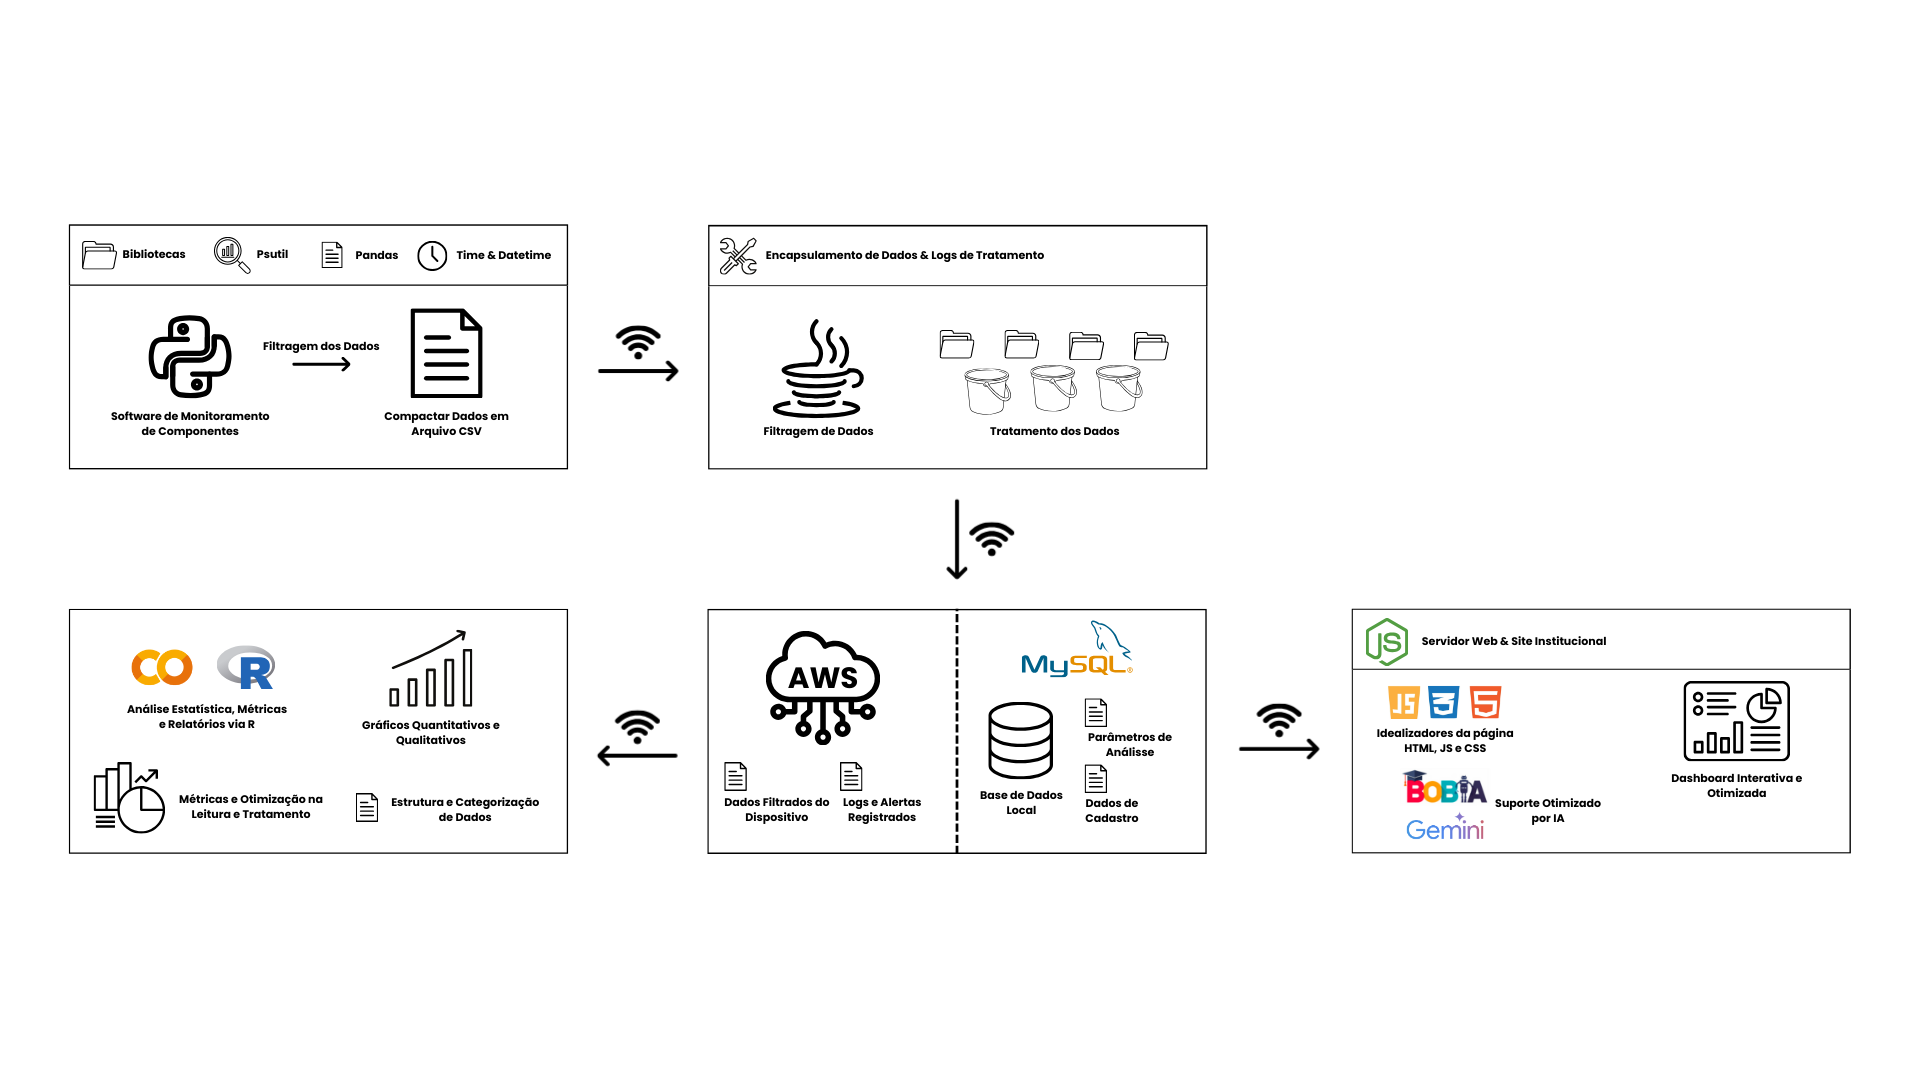 Bibliotecas
Psutil
Pandas
Time & Datetime
Filtragem dos Dados
Software de Monitoramento
de Componentes
Compactar Dados em
Arquivo CSV
Encapsulamento de Dados & Logs de Tratamento
Filtragem de Dados
Tratamento dos Dados
R
Análise Estatística, Métricas
e Relatórios via R
Gráficos Quantitativos e
Qualitativos
Métricas e Otimização na
Leitura e Tratamento
Estrutura e Categorização
de Dados
AWS
Dados Filtrados do
Dispositivo
Logs e Alertas
Registrados
MySQL®
Base de Dados
Local
Parâmetros de
Análisse
Dados de
Cadastro
JS
Servidor Web & Site Institucional
JS 3 5
Idealizadores da página
HTML, JS e CSS
BOBIA
Gemini
Suporte Otimizado
por IA
Dashboard Interativa e
Otimizada